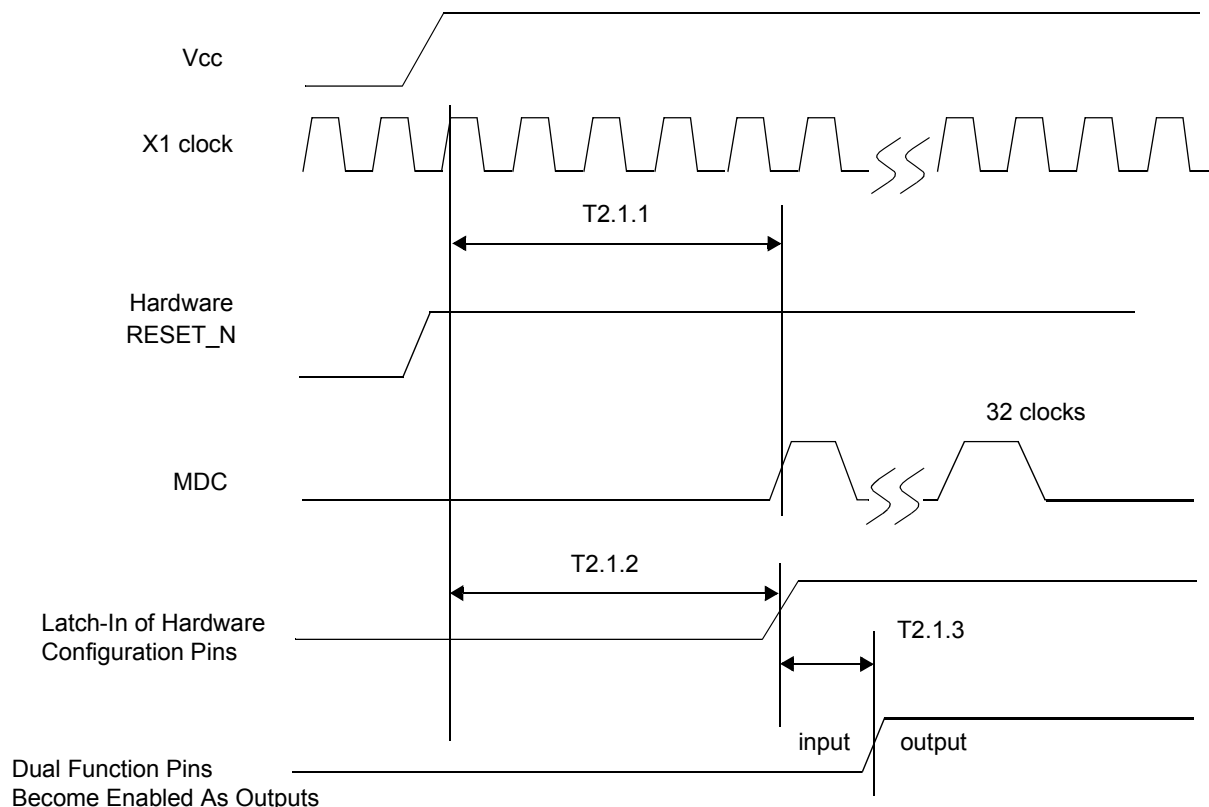 Vcc
X1 clock
T2.1.1
Hardware
RESET_N
32 clocks
MDC
T2.1.2
Latch-In of Hardware
Configuration Pins
T2.1.3
input
output
Dual Function Pins
Become Enabled As Outputs